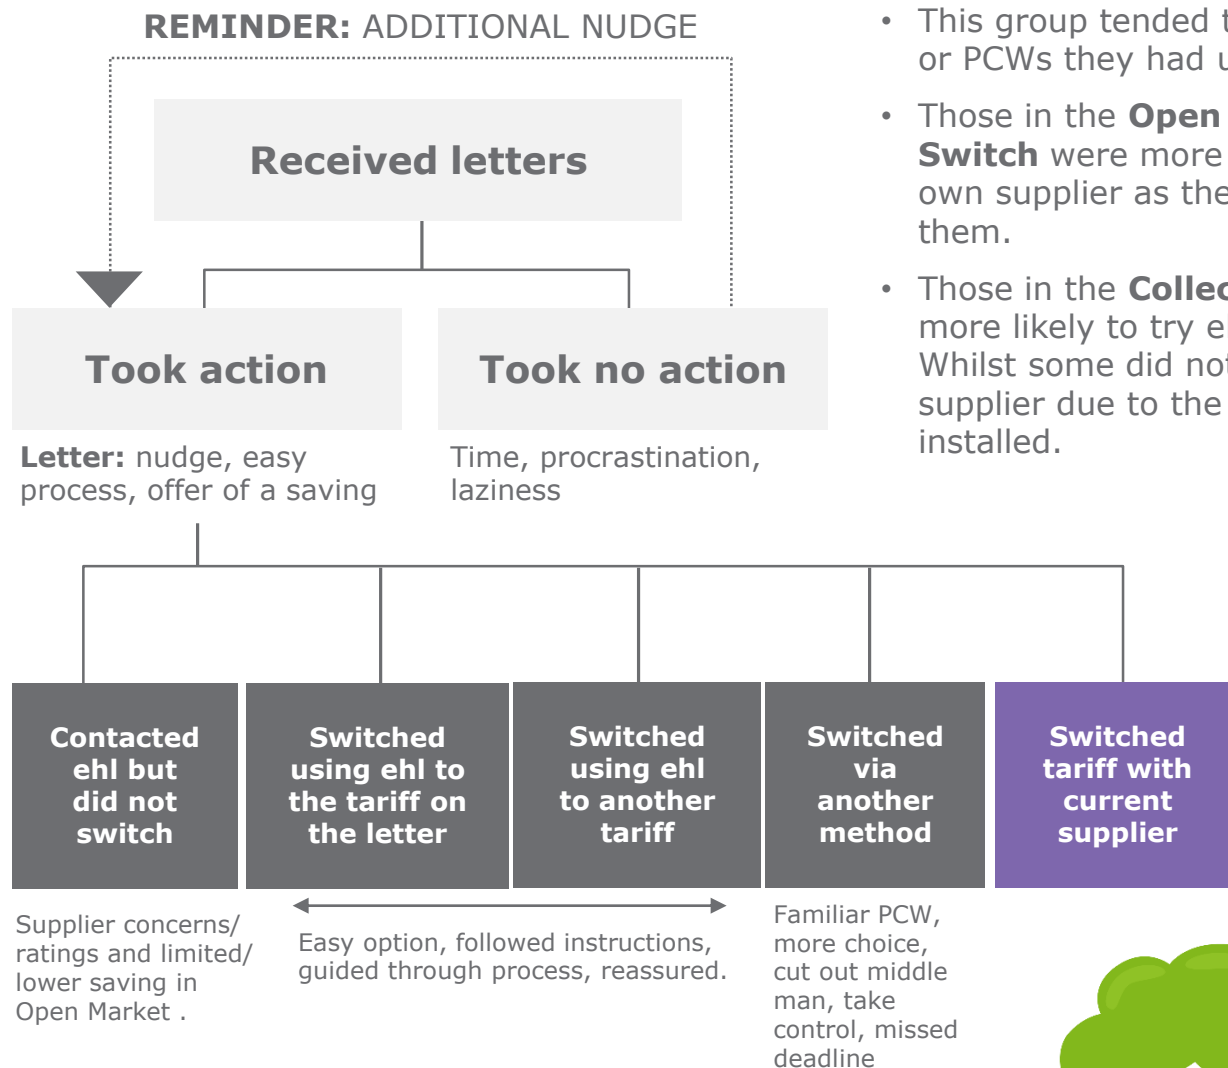 REMINDER: ADDITIONAL NUDGE
Received letters
Took action
Took no action
Letter: nudge, easy
process, offer of a saving
Time, procrastination,
laziness
Contacted
ehl but
did not
switch
Switched
using ehl to
the tariff on
the letter
Switched
using ehl
to another
tariff
Switched
via
another
method
Switched
tariff with
current
supplier
Supplier concerns/
ratings and limited/
lower saving in
Open Market .
Easy option, followed instructions,
guided through process, reassured.
Familiar PCW,
more choice,
cut out middle
man, take
control, missed
deadline
• This group tended
or PCWs they had
• Those in the Open
Switch were more
own supplier as
them.
• Those in the
more likely to try
Whilst some did
supplier due to the
installed.